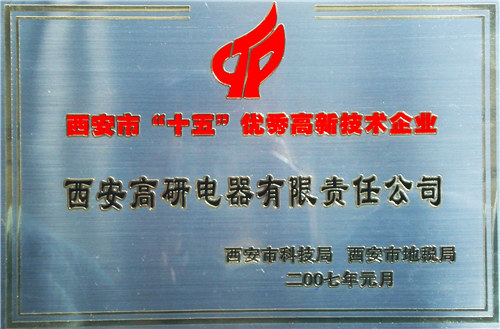 西安市“十五”优秀高新技术企业
西安高研电器有限责任公司
西安市科技局 西安市地税局
二00七年元月